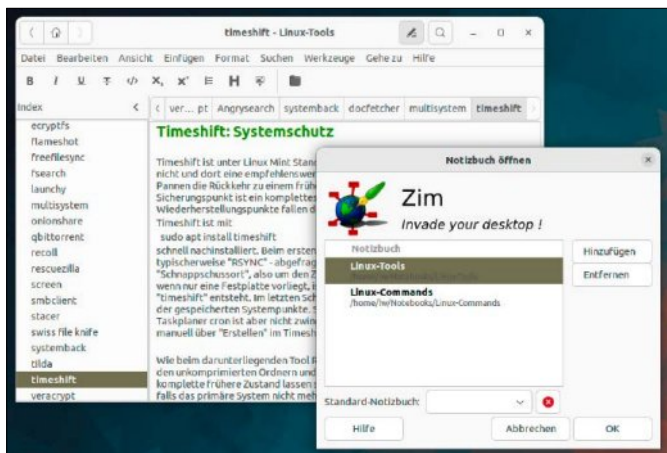 timeshift - Linux-Tools
Datei Bearbeiten Ansicht Einfügen Format Suchen Werkzeuge Gehe zu Hilfe
Index
ver... pt Angrysearch systemback docfetcher multisystem timeshift
ecryptfs
flameshot
freefilesync
fsearch
launchy
multisystem
onionshare
qbittorrent
recoll
rescuezilla
screen
smbclient
stacer
swiss file knife
systemback
tilda
timeshift
veracrypt
Timeshift: Systemschutz
Timeshift ist unter Linux Mint Stan
nicht und dort eine empfehlenswer
Pannen die Rückkehr zu einem frühe
Sicherungspunkt ist ein komplettes
Wiederherstellungspunkte fallen d
Timeshift ist mit
sudo apt install timeshift
schnell nachinstalliert. Beim ersten
typischerweise "RSYNC" - abgefrag
"Schnappschussort", also um den Z
wenn nur eine Festplatte vorliegt, i
"timeshift" entsteht. Im letzten Sch
der gespeicherten Systempunkte. S
Taskplaner cron ist aber nicht zwin
manuell über "Erstellen" im Timesh
Wie beim darunterliegenden Tool R
den unkomprimierten Ordnern und
komplette frühere Zustand lassen s
falls das primäre System nicht meh
Notizbuch öffnen
Zim
Invade your desktop !
Notizbuch
Linux-Tools
Linux-Commands
/home/lw/Notebooks/Linux-Commands
Hinzufügen
Entfernen
Standard-Notizbuch:
Hilfe Abbrechen OK